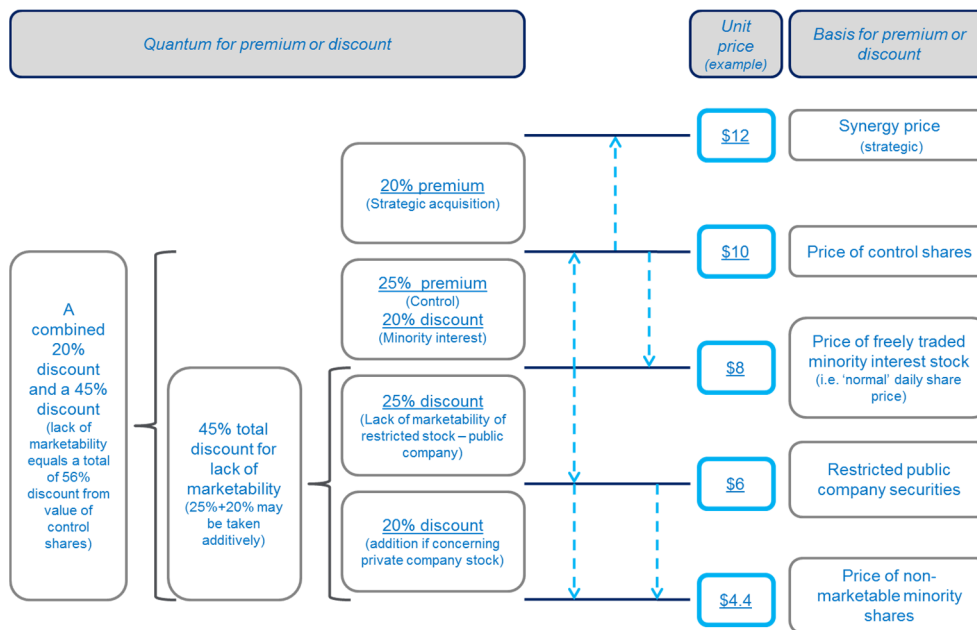 Quantum for premium or discount
Unit
price
(example)
Basis for premium or
discount
$12
Synergy price
(strategic)
20% premium
(Strategic acquisition)
$10
Price of control shares
25%  premium
(Control)
20% discount
(Minority interest)
A
combined
20%
discount
and a 45%
discount
(lack of
marketability
equals a total
of 56%
discount from
value of
control
shares)
$8
Price of freely traded
minority interest stock
(i.e. 'normal' daily share
price)
45% total
discount for
lack of
marketability
(25%+20% may
be taken
additively)
25% discount
(Lack of marketability of
restricted stock – public
company)
$6
Restricted public
company securities
20% discount
(addition if concerning
private company stock)
$4.4
Price of non-
marketable minority
shares